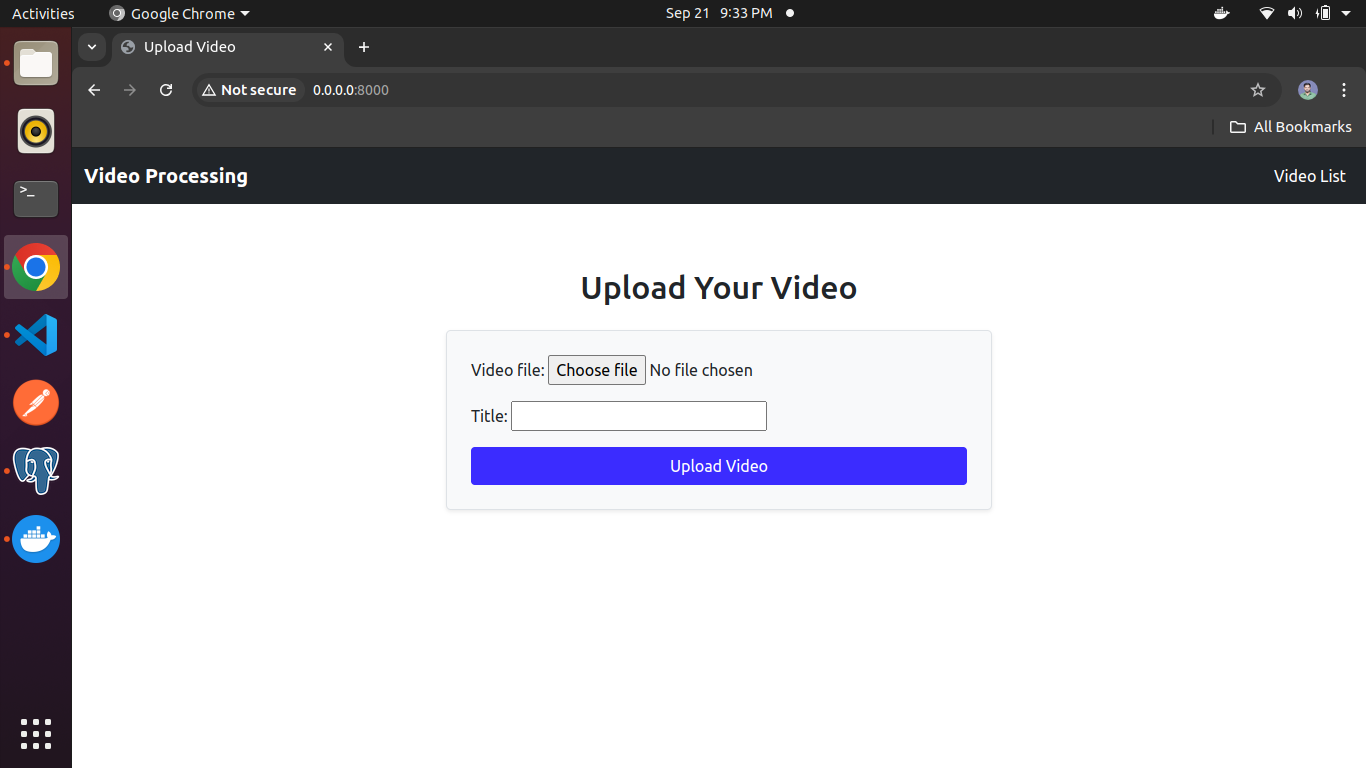 Activities Google Chrome Sep 21 9:33 PM
Upload Video
Not secure 0.0.0.0:8000
All Bookmarks
Video Processing Video List
Upload Your Video
Video file: Choose file No file chosen
Title:
Upload Video